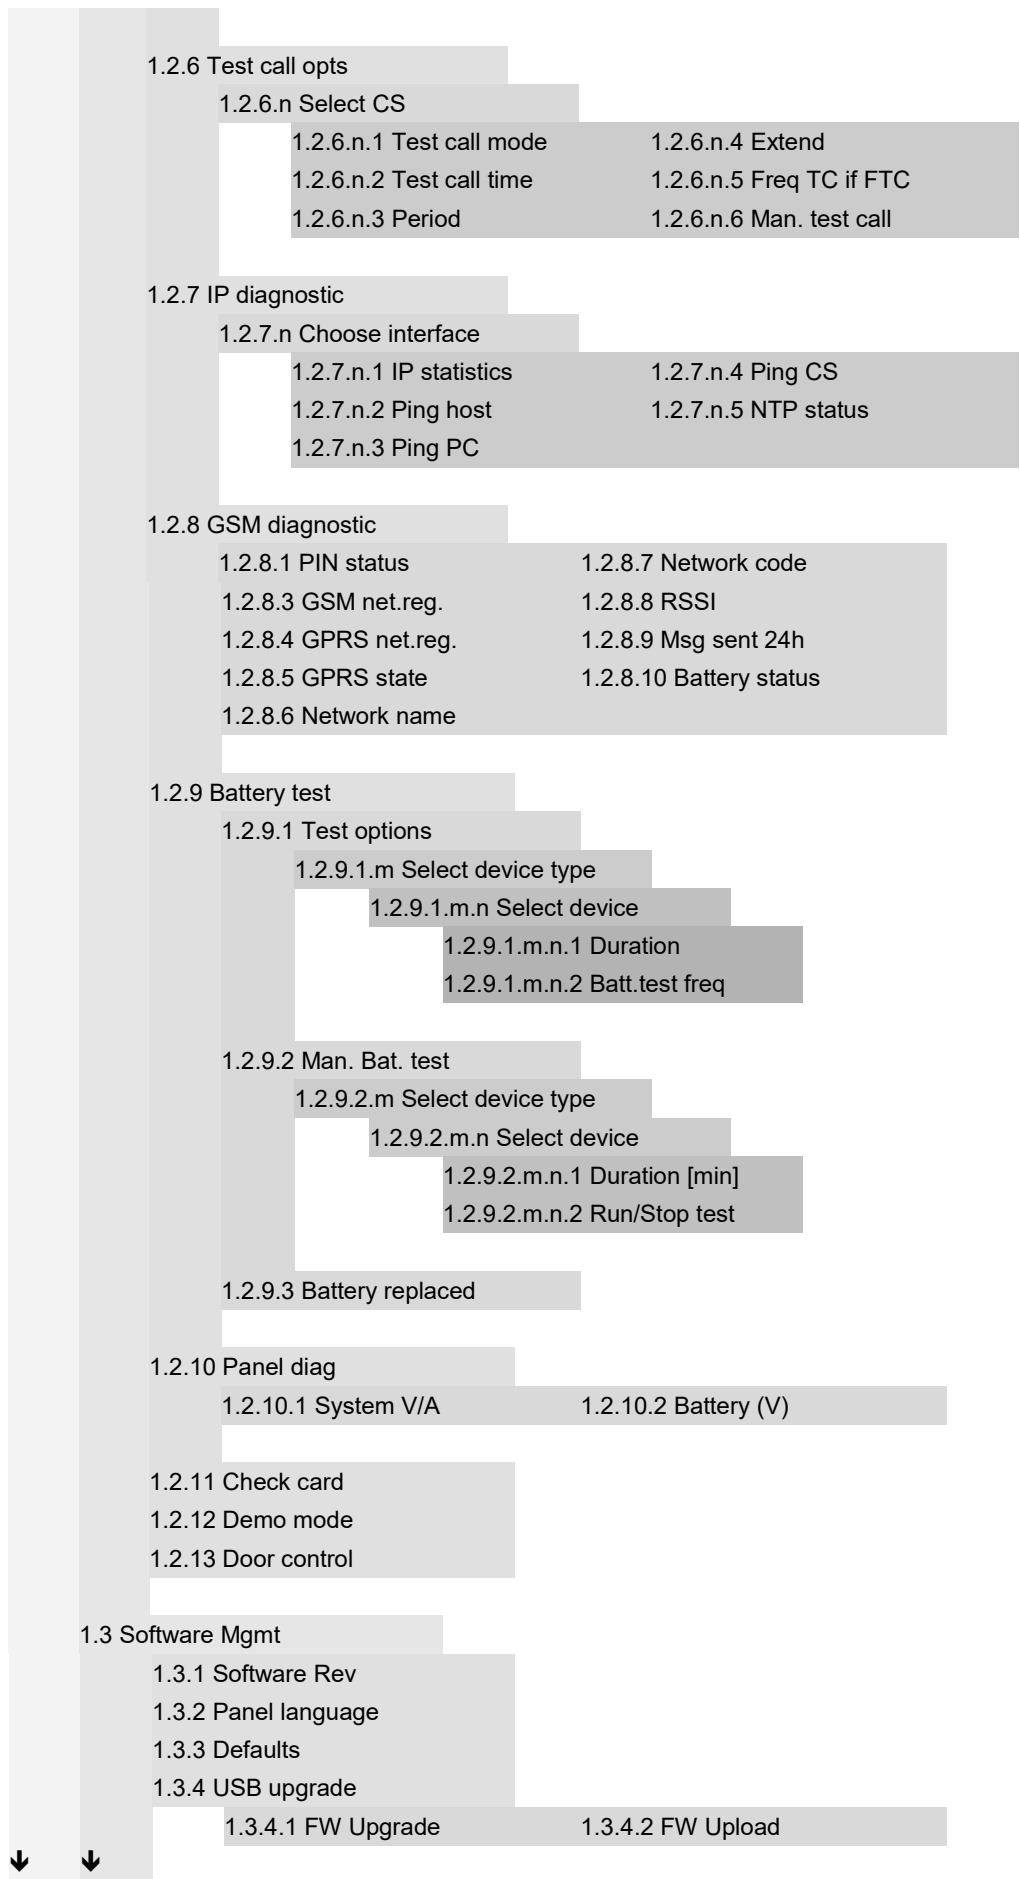 1.2.6 Test call opts
1.2.6.n Select CS
1.2.6.n.1 Test call mode 1.2.6.n.4 Extend
1.2.6.n.2 Test call time 1.2.6.n.5 Freq TC if FTC
1.2.6.n.3 Period 1.2.6.n.6 Man. test call
1.2.7 IP diagnostic
1.2.7.n Choose interface
1.2.7.n.1 IP statistics 1.2.7.n.4 Ping CS
1.2.7.n.2 Ping host 1.2.7.n.5 NTP status
1.2.7.n.3 Ping PC
1.2.8 GSM diagnostic
1.2.8.1 PIN status 1.2.8.7 Network code
1.2.8.3 GSM net.reg. 1.2.8.8 RSSI
1.2.8.4 GPRS net.reg. 1.2.8.9 Msg sent 24h
1.2.8.5 GPRS state 1.2.8.10 Battery status
1.2.8.6 Network name
1.2.9 Battery test
1.2.9.1 Test options
1.2.9.1.m Select device type
1.2.9.1.m.n Select device
1.2.9.1.m.n.1 Duration
1.2.9.1.m.n.2 Batt.test freq
1.2.9.2 Man. Bat. test
1.2.9.2.m Select device type
1.2.9.2.m.n Select device
1.2.9.2.m.n.1 Duration [min]
1.2.9.2.m.n.2 Run/Stop test
1.2.9.3 Battery replaced
1.2.10 Panel diag
1.2.10.1 System V/A 1.2.10.2 Battery (V)
1.2.11 Check card
1.2.12 Demo mode
1.2.13 Door control
1.3 Software Mgmt
1.3.1 Software Rev
1.3.2 Panel language
1.3.3 Defaults
1.3.4 USB upgrade
1.3.4.1 FW Upgrade 1.3.4.2 FW Upload